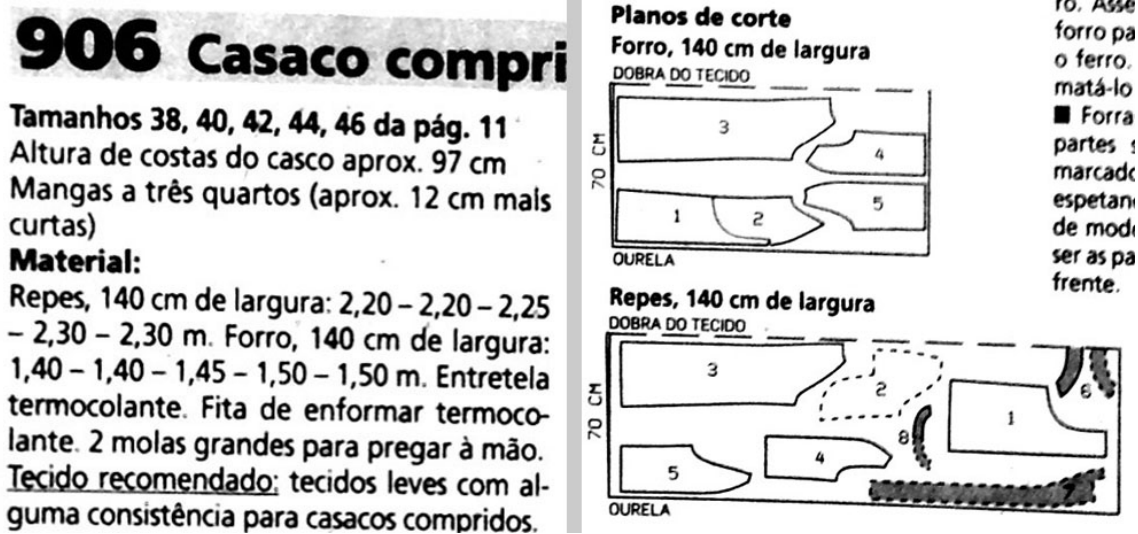 906 Casaco compri
Tamanhos 38, 40, 42, 44, 46 da pág. 11
Altura de costas do casco aprox. 97 cm
Mangas a três quartos (aprox. 12 cm mais
curtas)
Material:
Repes, 140 cm de largura: 2,20 – 2,20 – 2,25
– 2,30 – 2,30 m. Forro, 140 cm de largura:
1,40 – 1,40 – 1,45 – 1,50 – 1,50 m. Entretela
termocolante. Fita de enformar termoco-
lante. 2 molas grandes para pregar à mão.
Tecido recomendado: tecidos leves com al-
guma consistência para casacos compridos.
Planos de corte
Forro, 140 cm de largura
DOBRA DO TECIDO
70 CM
3
4
1
2
5
OURELA
Repes, 140 cm de largura
DOBRA DO TECIDO
70 CM
3
2
6
1
8
4
5
7
OURELA
ro. Asse
forro pa
o ferro.
matá-lo
■ Forra
partes s
marcado
espetand
de mode
ser as pa
frente.